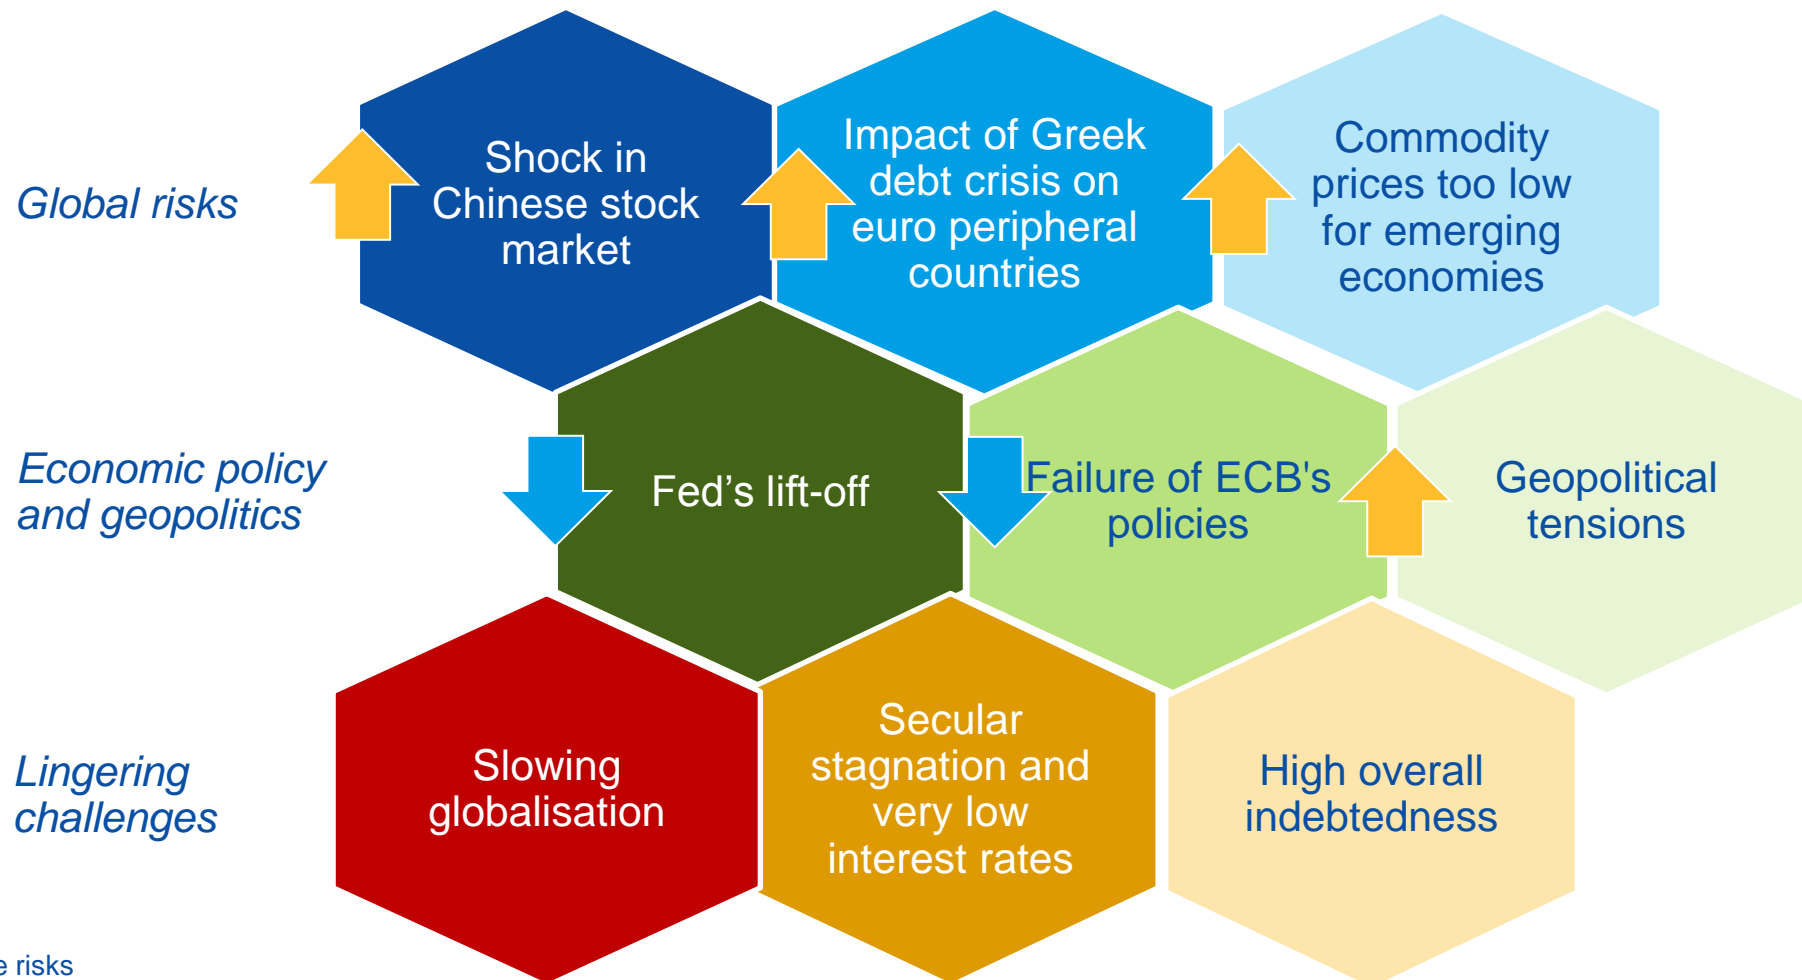 Global risks
Shock in
Chinese stock
market
Impact of Greek
debt crisis on
euro peripheral
countries
Commodity
prices too low
for emerging
economies
Economic policy
and geopolitics
Fed’s lift-off
Failure of ECB's
policies
Geopolitical
tensions
Lingering
challenges
Slowing
globalisation
Secular
stagnation and
very low
interest rates
High overall
indebtedness
risks